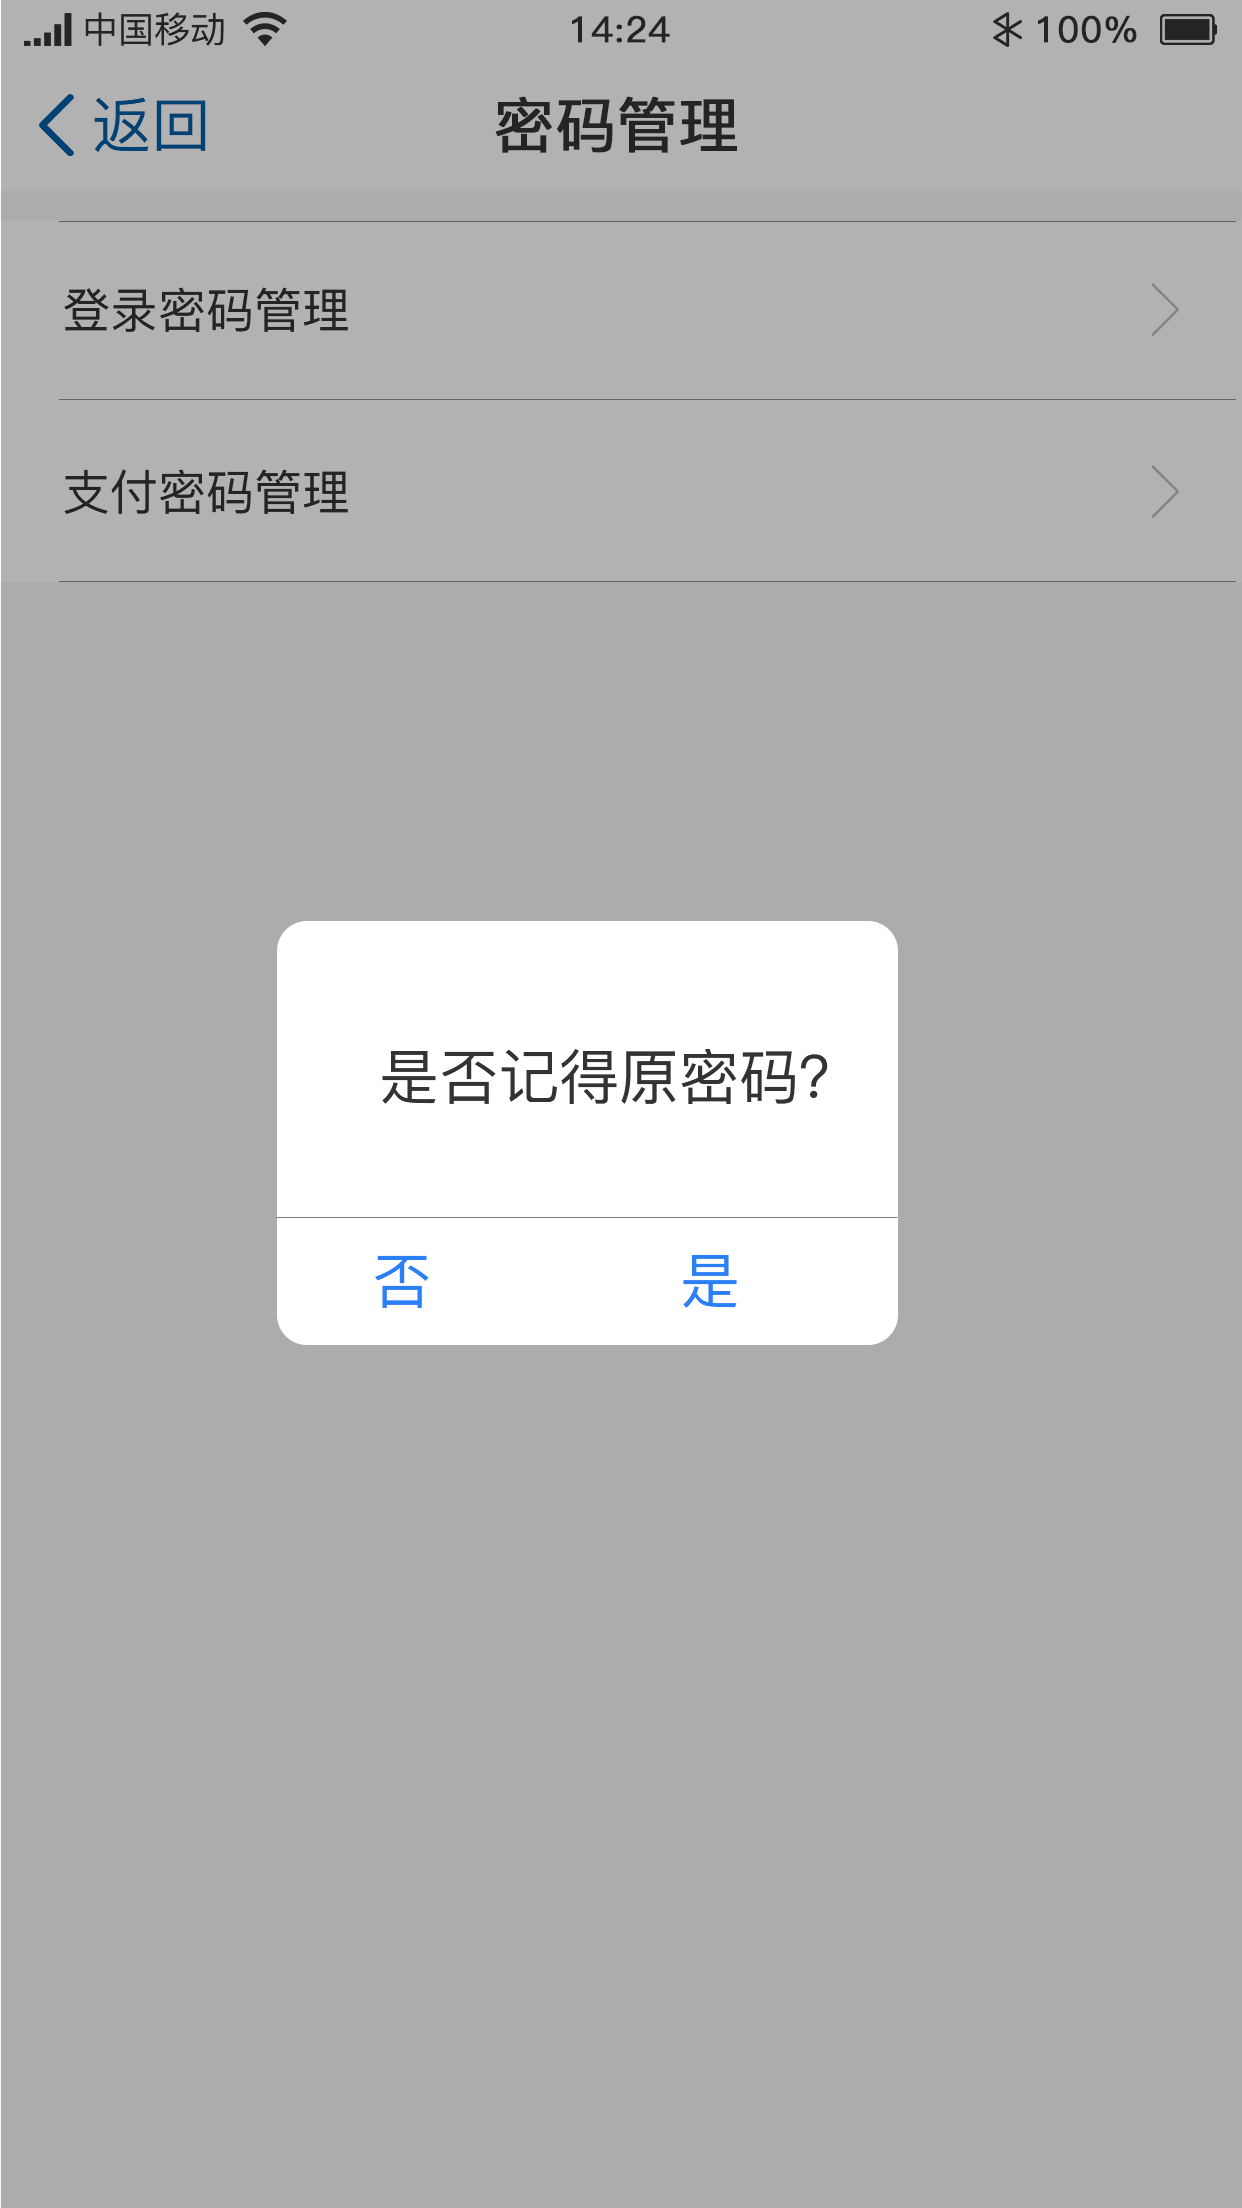 中国移动 14:24 100%
返回 密码管理
登录密码管理
支付密码管理
是否记得原密码?
否 是